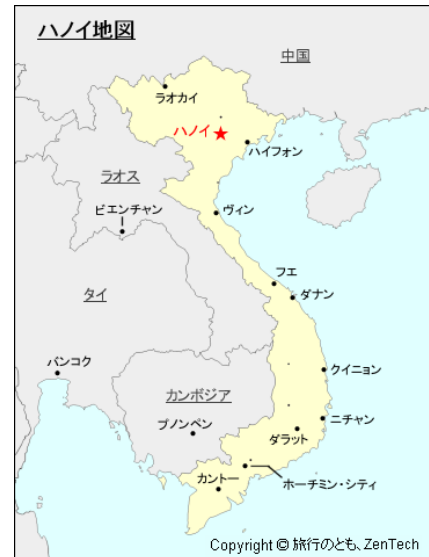 ハノイ地図
中国
ラオカイ
ハノイ
ハイフォン
ラオス
ビエンチャン
ヴィン
フエ
タイ
ダナン
バンコク
クイニョン
カンボジア
ニチャン
プノンペン
ダラット
カントー
ホーチミン・シティ
Copyright © 旅行のとも、ZenTech